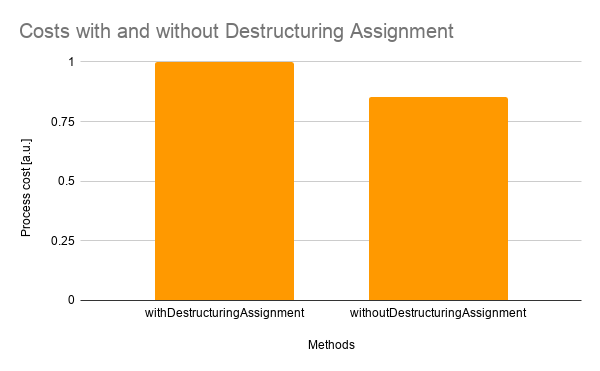 Costs with and without Destructuring Assignment
1
0.75
0.5
0.25
0
Process cost [a.u.]
withDestructuringAssignment
withoutDestructuringAssignment
Methods